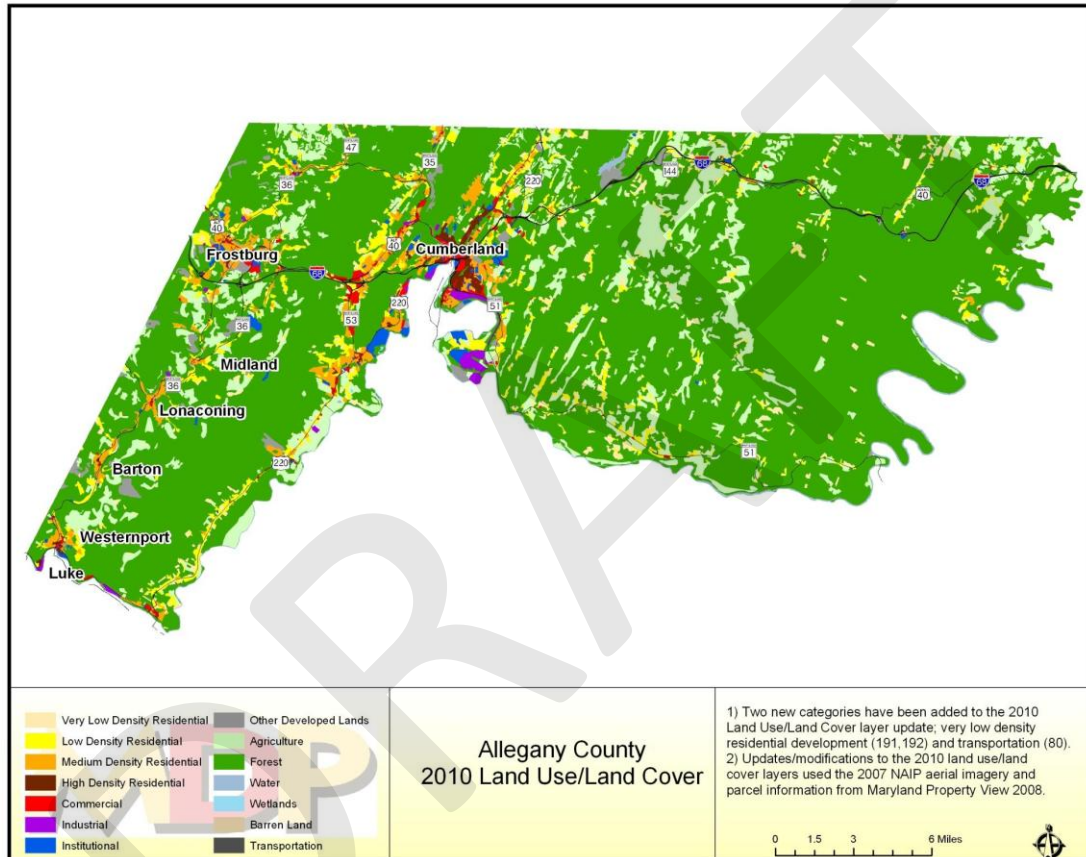 47
35
36
220
144
68
40
68
40
40
Cumberland
Frostburg
68
220
51
53
36
Midland
36
Lonaconing
51
220
Barton
Westernport
Luke
DRAFT
Very Low Density Residential
Low Density Residential
Medium Density Residential
High Density Residential
Commercial
Industrial
Institutional
Other Developed Lands
Agriculture
Forest
Water
Wetlands
Barren Land
Transportation
MDP
Allegany County
2010 Land Use/Land Cover
1) Two new categories have been added to the 2010
Land Use/Land Cover layer update; very low density
residential development (191,192) and transportation (80).
2) Updates/modifications to the 2010 land use/land
cover layers used the 2007 NAIP aerial imagery and
parcel information from Maryland Property View 2008.
0 1.5 3 6 Miles